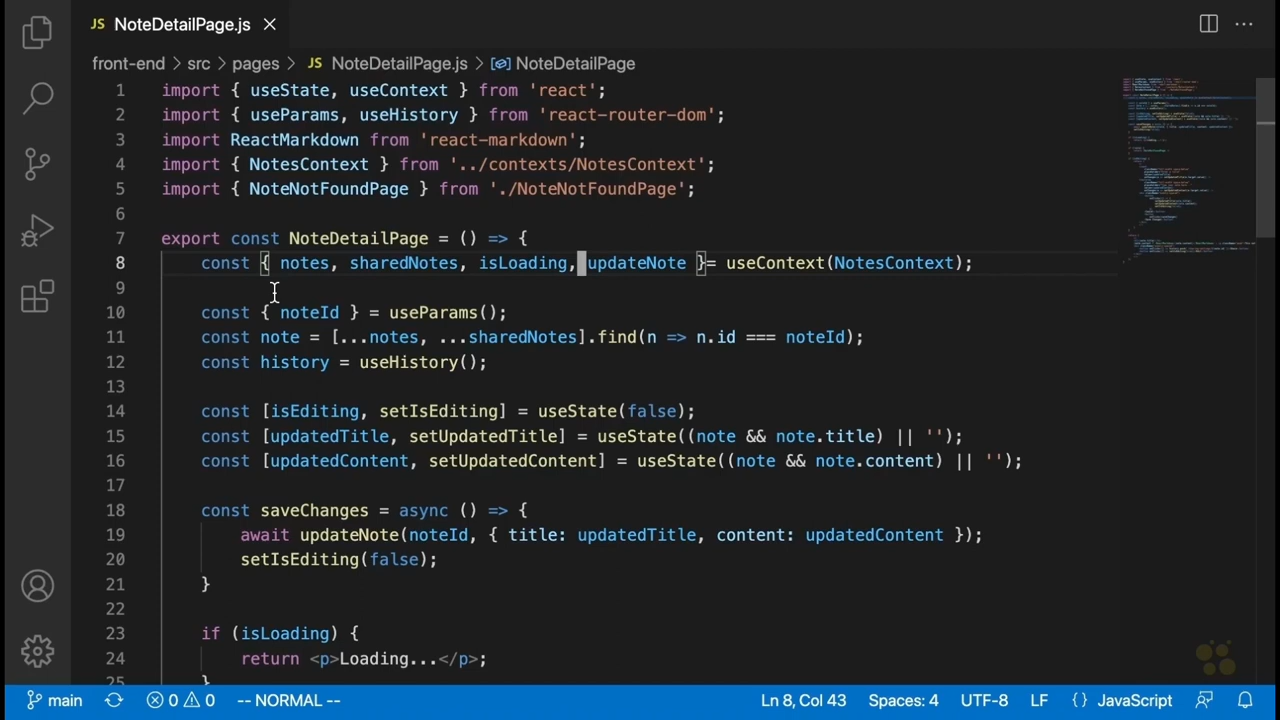 JS NoteDetailPage.js
front-end > src > pages > JS NoteDetailPage.js > NoteDetailPage
1 import { useState, useContext } from 'react';
2 import { useParams, useHistory } from 'react-router-dom';
3 import ReactMarkdown from 'react-markdown';
4 import { NotesContext } from '../contexts/NotesContext';
5 import { NoteNotFoundPage } from './NoteNotFoundPage';
6
7 export const NoteDetailPage = () => {
8 const { notes, sharedNotes, isLoading, updateNote }= useContext(NotesContext);
9
10 const { noteId } = useParams();
11 const note = [...notes, ...sharedNotes].find(n => n.id === noteId);
12 const history = useHistory();
13
14 const [isEditing, setIsEditing] = useState(false);
15 const [updatedTitle, setUpdatedTitle] = useState((note && note.title) || '');
16 const [updatedContent, setUpdatedContent] = useState((note && note.content) || '');
17
18 const saveChanges = async () => {
19 await updateNote(noteId, { title: updatedTitle, content: updatedContent });
20 setIsEditing(false);
21 }
22
23 if (isLoading) {
24 return <p>Loading...</p>;
25 }
main 0 0 -- NORMAL -- Ln 8, Col 43 Spaces: 4 UTF-8 LF {} JavaScript